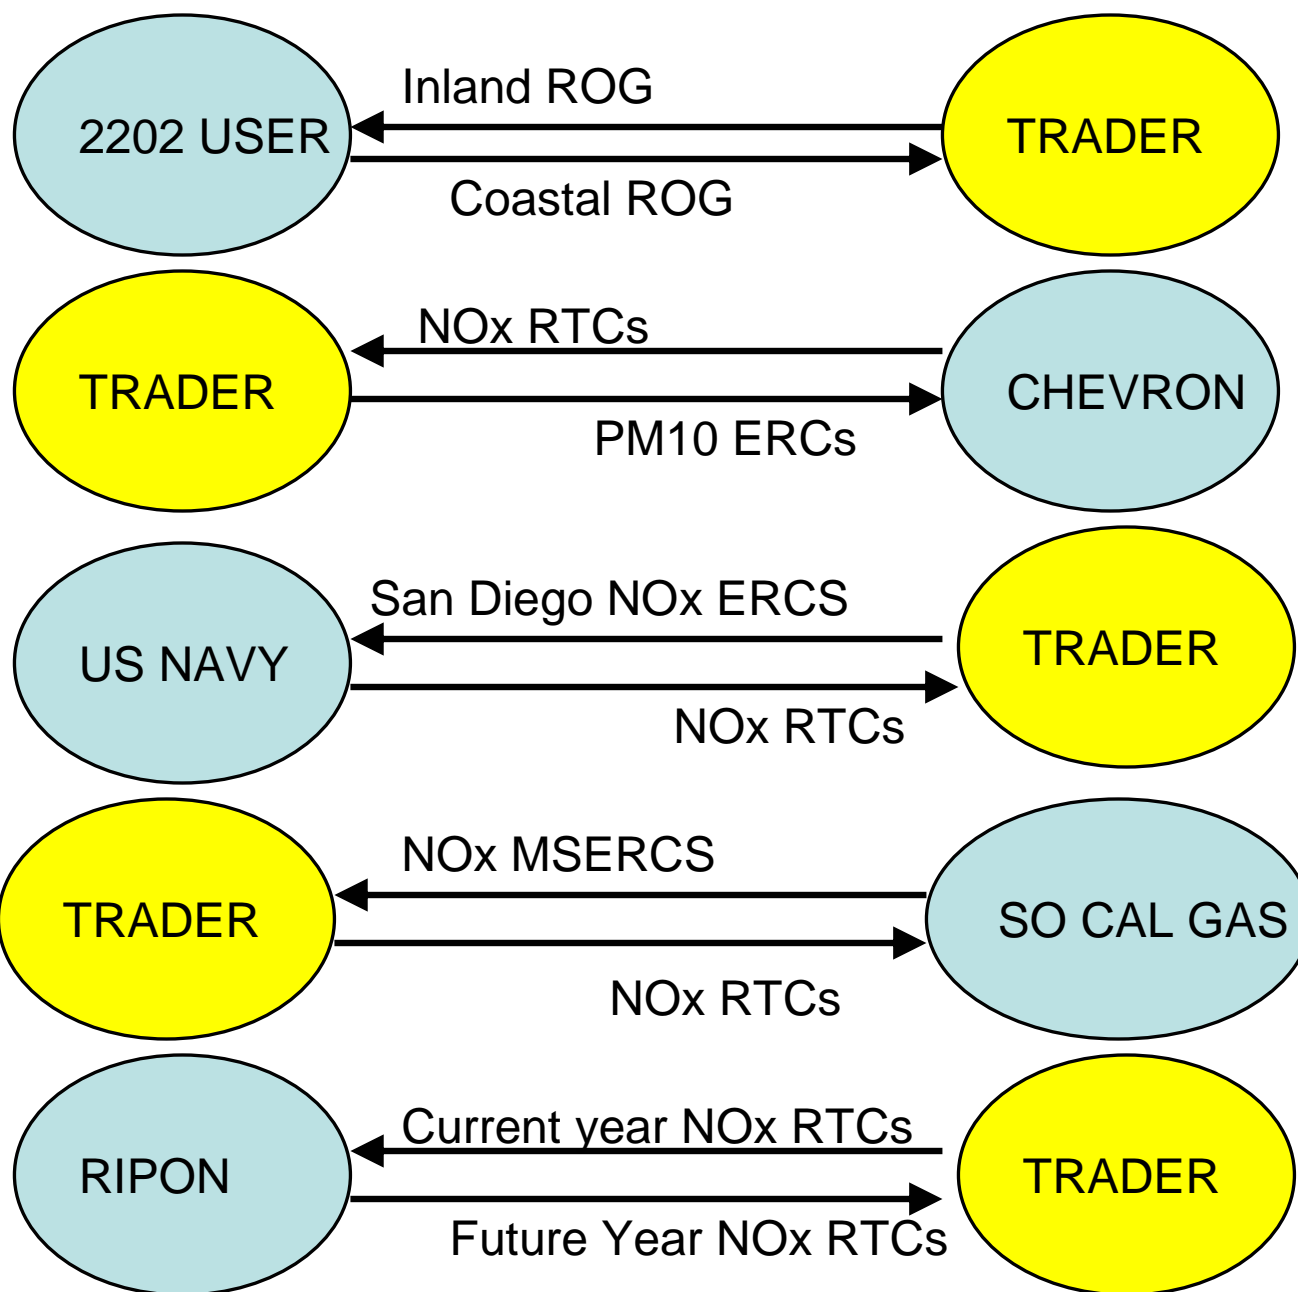 Inland ROG
2202 USER
TRADER
Coastal ROG
NOx RTCs
TRADER
CHEVRON
PM10 ERCs
San Diego NOx ERCS
US NAVY
TRADER
NOx RTCs
NOx MSERCS
TRADER
SO CAL GAS
NOx RTCs
Current year NOx RTCs
RIPON
TRADER
Future Year NOx RTCs